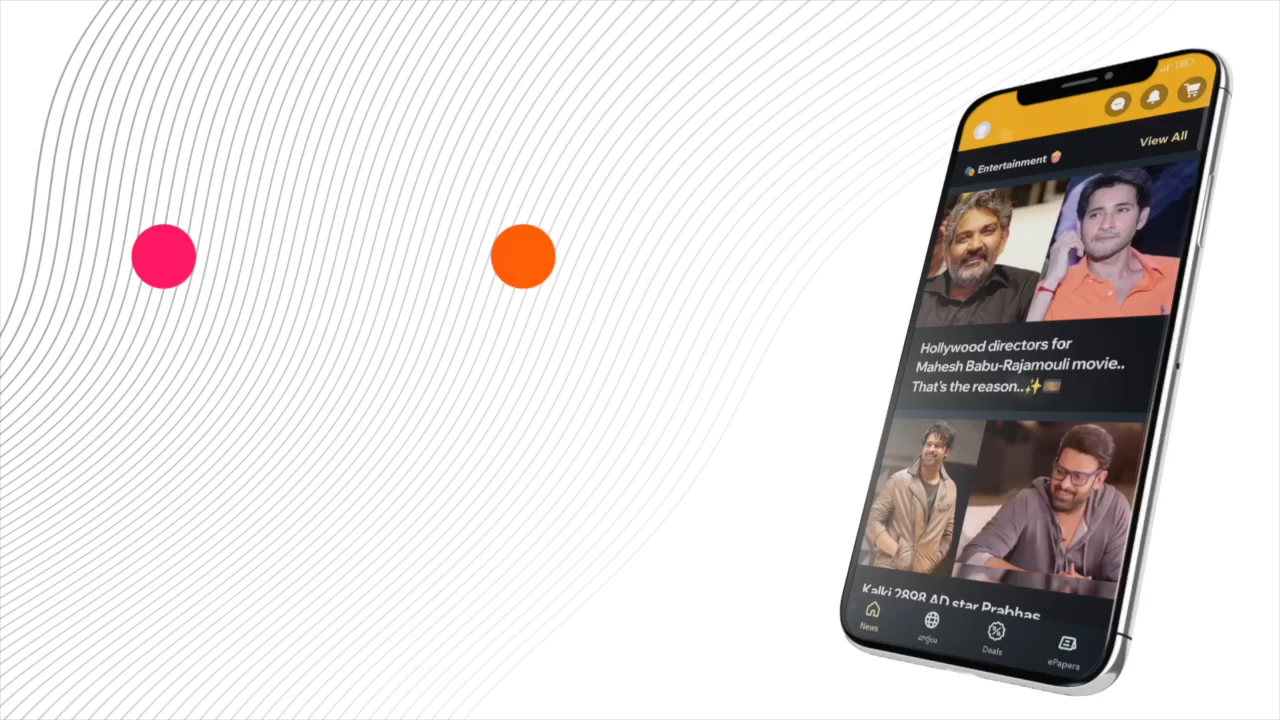 View All
🎭 Entertainment 🍿
Hollywood directors for
Mahesh Babu-Rajamouli movie..
That's the reason..✨🎞️
Kalki 2898 AD star Prabhas
News
వార్తలు
Deals
ePapers